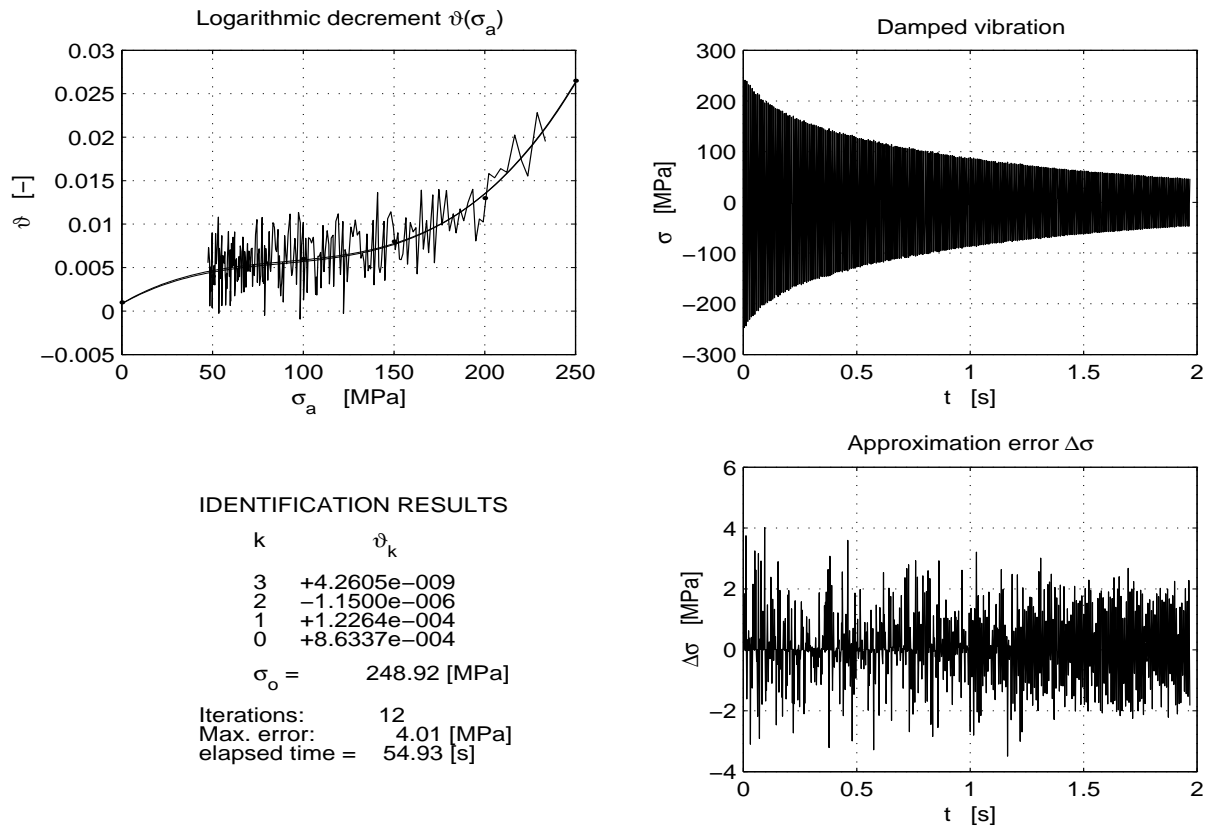 Logarithmic decrement ϑ(σ_a)
0.03
0.025
0.02
0.015
0.01
0.005
0
−0.005
ϑ [−]
0 50 100 150 200 250
σ_a [MPa]
Damped vibration
300
200
100
0
−100
−200
−300
σ [MPa]
0 0.5 1 1.5 2
t [s]
IDENTIFICATION RESULTS
k ϑ_k
3 +4.2605e−009
2 −1.1500e−006
1 +1.2264e−004
0 +8.6337e−004
σ_o = 248.92 [MPa]
Iterations: 12
Max. error: 4.01 [MPa]
elapsed time = 54.93 [s]
Approximation error Δσ
6
4
2
0
−2
−4
Δσ [MPa]
0 0.5 1 1.5 2
t [s]